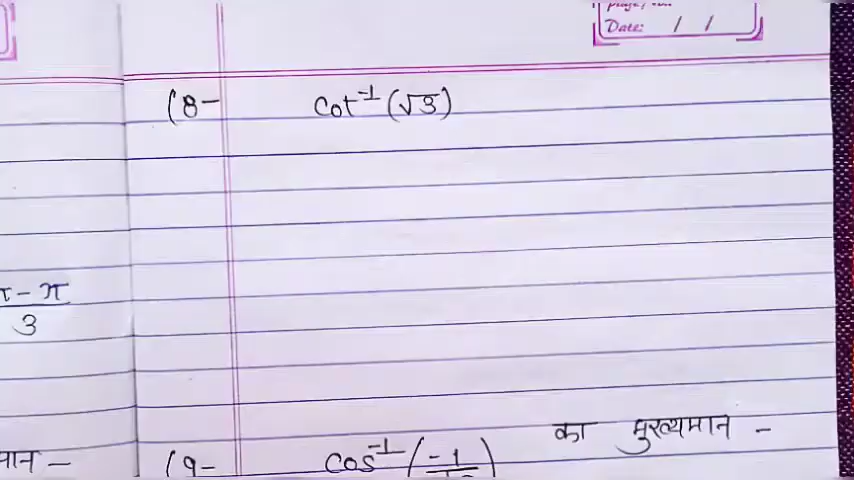 Date: / /
(8- cot⁻¹(√3)
π - π
3
का मुख्यमान -
(9- cos⁻¹(-1